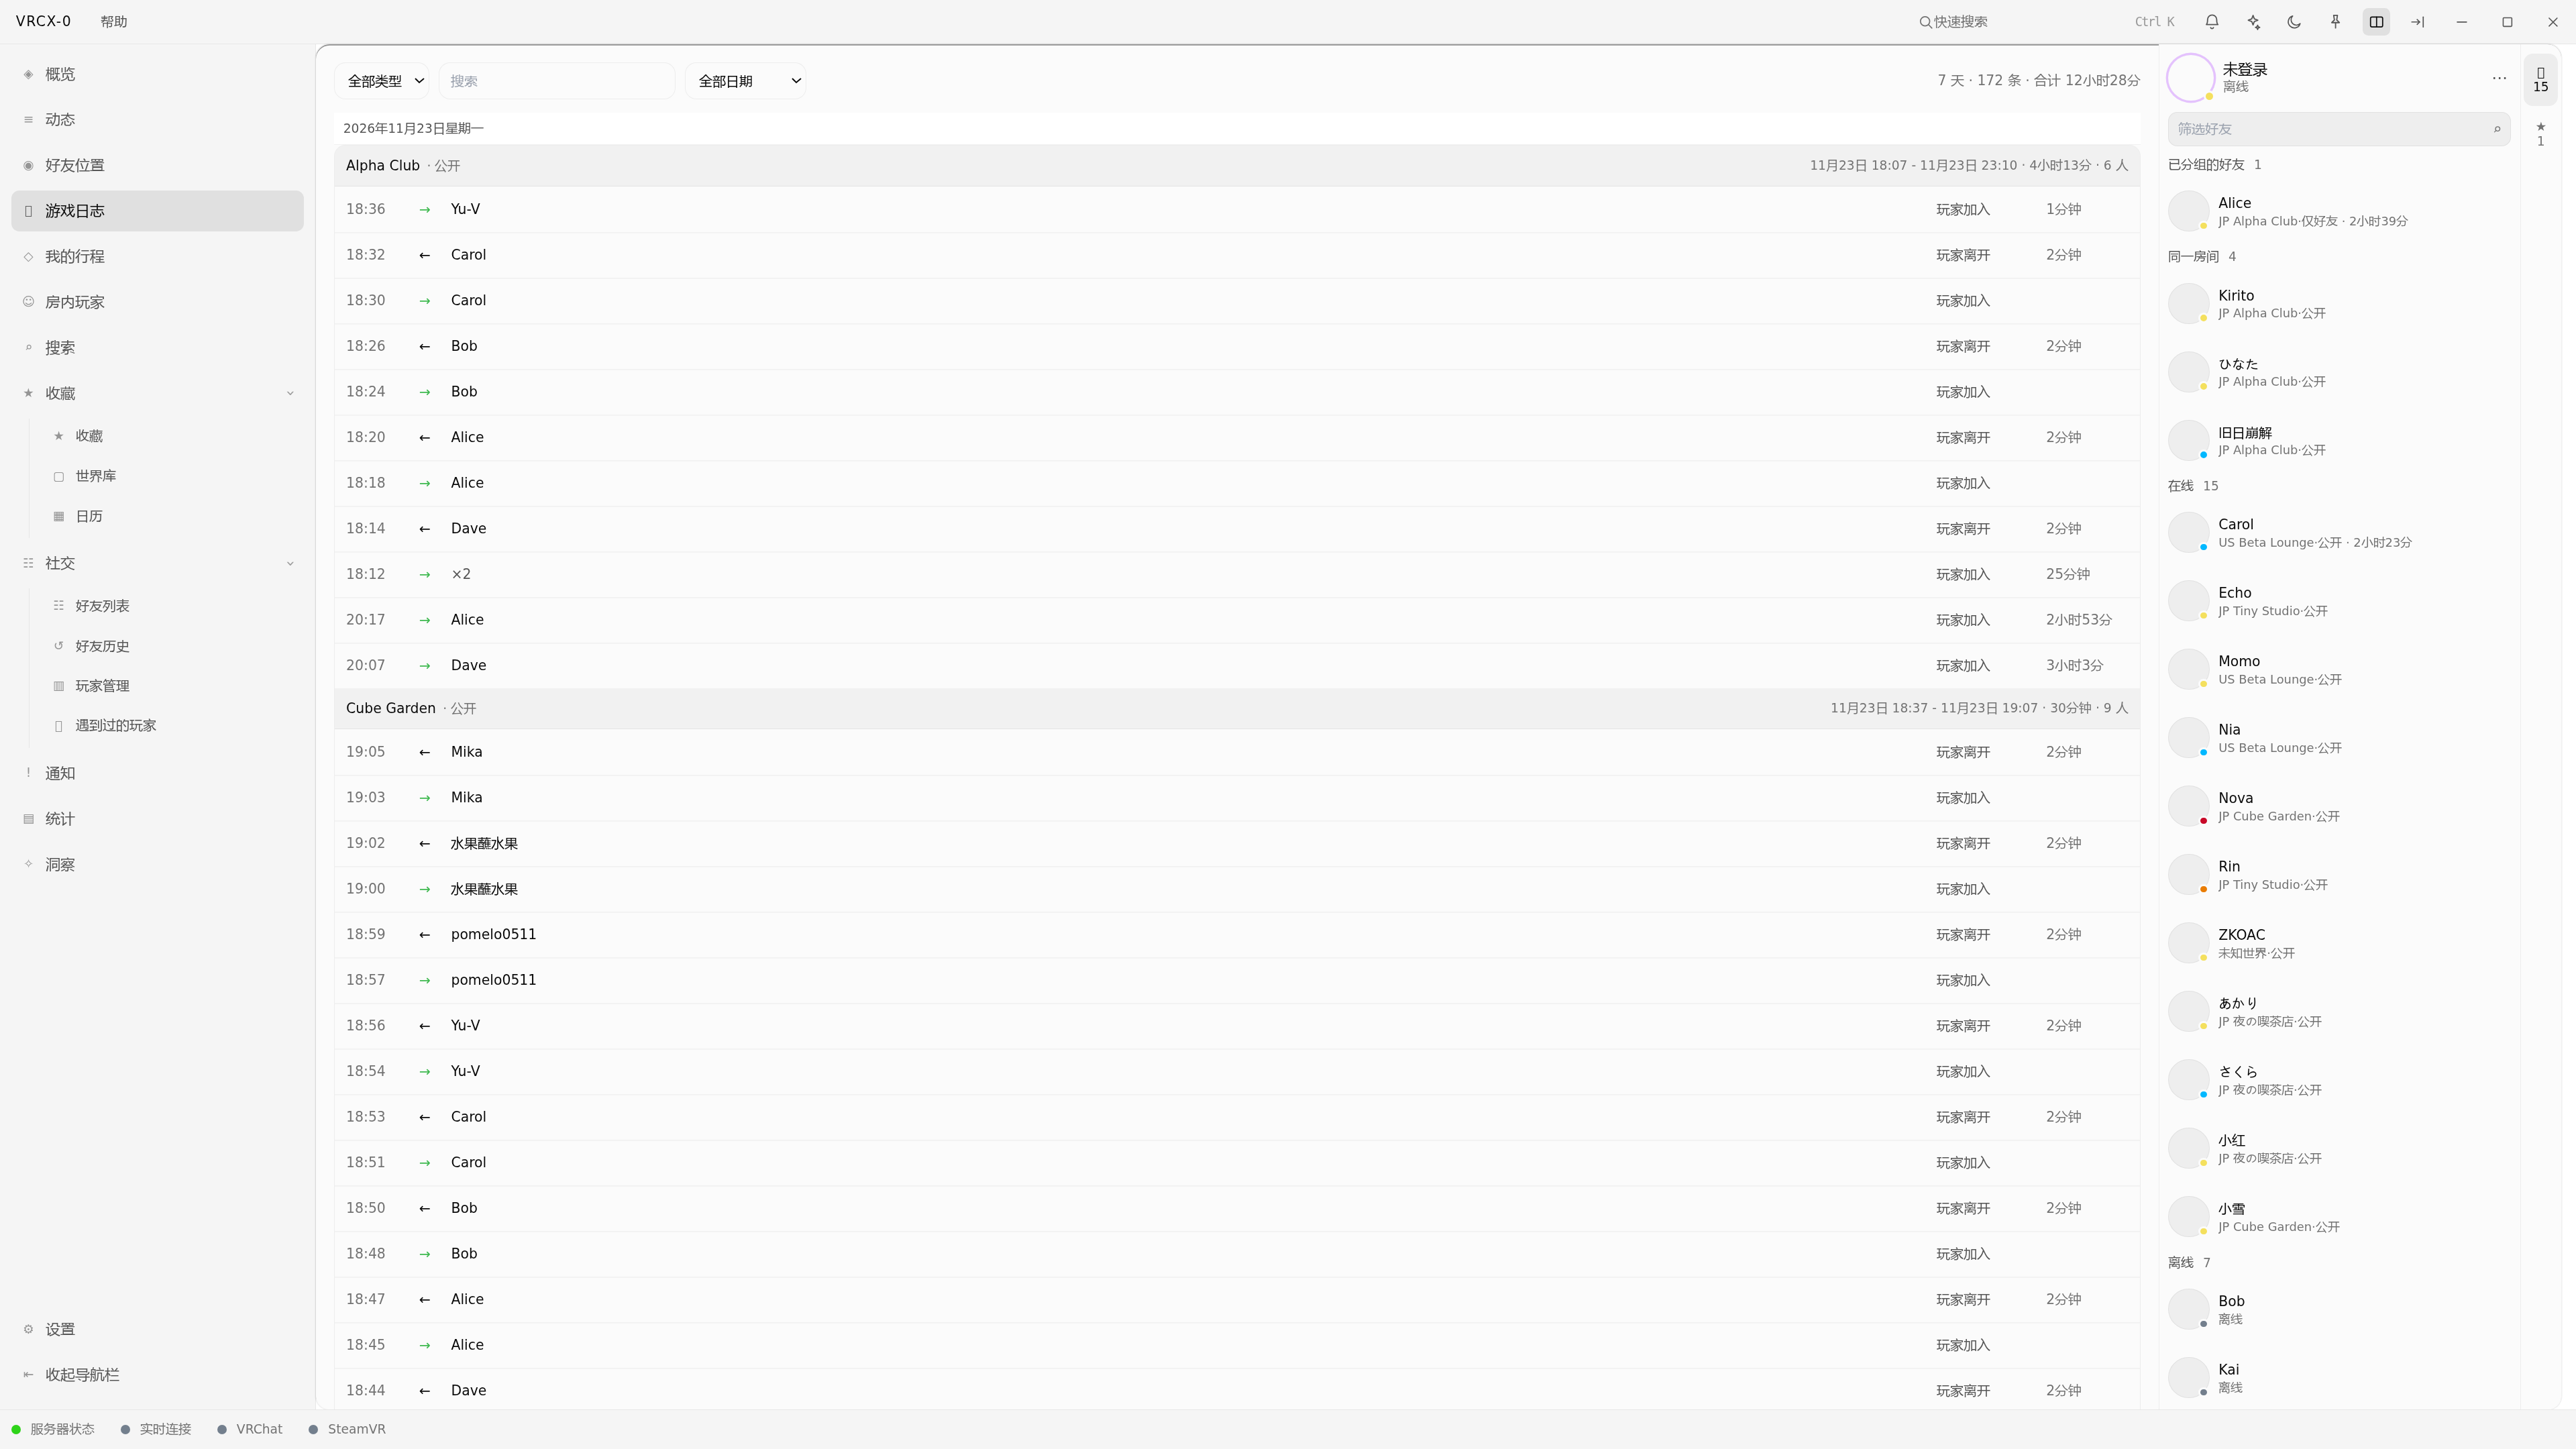 VRCX-0 帮助 快速搜索 Ctrl K
概览
动态
好友位置
游戏日志
我的行程
房内玩家
搜索
收藏
收藏
世界库
日历
社交
好友列表
好友历史
玩家管理
遇到过的玩家
通知
统计
洞察
设置
收起导航栏
全部类型 搜索 全部日期 7 天 · 172 条 · 合计 12小时28分
2026年11月23日星期一
Alpha Club · 公开 11月23日 18:07 - 11月23日 23:10 · 4小时13分 · 6 人
18:36 → Yu-V 玩家加入 1分钟
18:32 ← Carol 玩家离开 2分钟
18:30 → Carol 玩家加入
18:26 ← Bob 玩家离开 2分钟
18:24 → Bob 玩家加入
18:20 ← Alice 玩家离开 2分钟
18:18 → Alice 玩家加入
18:14 ← Dave 玩家离开 2分钟
18:12 → ×2 玩家加入 25分钟
20:17 → Alice 玩家加入 2小时53分
20:07 → Dave 玩家加入 3小时3分
Cube Garden · 公开 11月23日 18:37 - 11月23日 19:07 · 30分钟 · 9 人
19:05 ← Mika 玩家离开 2分钟
19:03 → Mika 玩家加入
19:02 ← 水果蘸水果 玩家离开 2分钟
19:00 → 水果蘸水果 玩家加入
18:59 ← pomelo0511 玩家离开 2分钟
18:57 → pomelo0511 玩家加入
18:56 ← Yu-V 玩家离开 2分钟
18:54 → Yu-V 玩家加入
18:53 ← Carol 玩家离开 2分钟
18:51 → Carol 玩家加入
18:50 ← Bob 玩家离开 2分钟
18:48 → Bob 玩家加入
18:47 ← Alice 玩家离开 2分钟
18:45 → Alice 玩家加入
18:44 ← Dave 玩家离开 2分钟
未登录
离线
筛选好友
已分组的好友 1
Alice
JP Alpha Club·仅好友 · 2小时39分
同一房间 4
Kirito
JP Alpha Club·公开
ひなた
JP Alpha Club·公开
旧日崩解
JP Alpha Club·公开
在线 15
Carol
US Beta Lounge·公开 · 2小时23分
Echo
JP Tiny Studio·公开
Momo
US Beta Lounge·公开
Nia
US Beta Lounge·公开
Nova
JP Cube Garden·公开
Rin
JP Tiny Studio·公开
ZKOAC
未知世界·公开
あかり
JP 夜の喫茶店·公开
さくら
JP 夜の喫茶店·公开
小红
JP 夜の喫茶店·公开
小雪
JP Cube Garden·公开
离线 7
Bob
离线
Kai
离线
15
★
1
服务器状态 实时连接 VRChat SteamVR